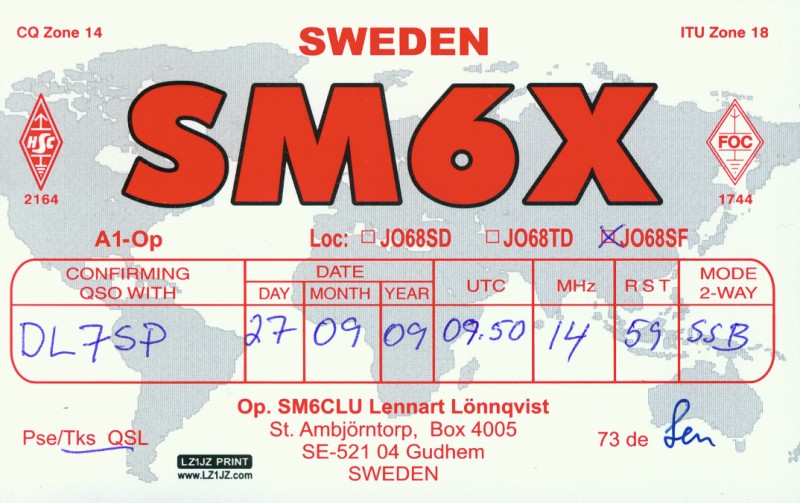 CQ Zone 14
SWEDEN
ITU Zone 18
SM6X
HSC
2164
FOC
1744
A1-Op
Loc: JO68SD JO68TD JO68SF
CONFIRMING QSO WITH
DATE
DAY MONTH YEAR
UTC
MHz
RST
MODE 2-WAY
DL7SP 27 09 09 09.50 14 59 SSB
Op. SM6CLU Lennart Lönnqvist
St. Ambjörntorp, Box 4005
SE-521 04 Gudhem
SWEDEN
Pse/Tks QSL
73 de Len
LZ1JZ PRINT
www.LZ1JZ.com